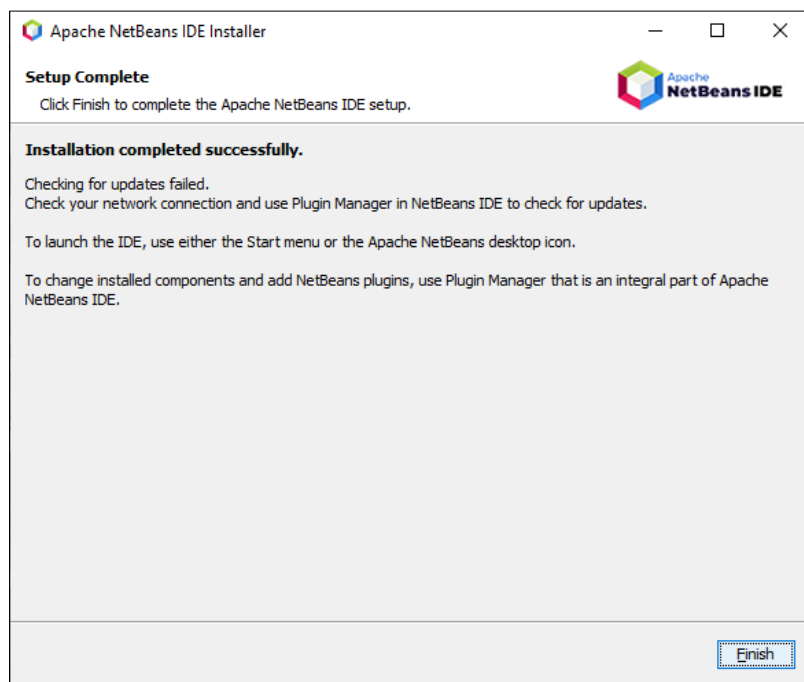 Apache NetBeans IDE Installer
Setup Complete
Click Finish to complete the Apache NetBeans IDE setup.
Apache
NetBeans IDE
Installation completed successfully.
Checking for updates failed.
Check your network connection and use Plugin Manager in NetBeans IDE to check for updates.
To launch the IDE, use either the Start menu or the Apache NetBeans desktop icon.
To change installed components and add NetBeans plugins, use Plugin Manager that is an integral part of Apache
NetBeans IDE.
Finish